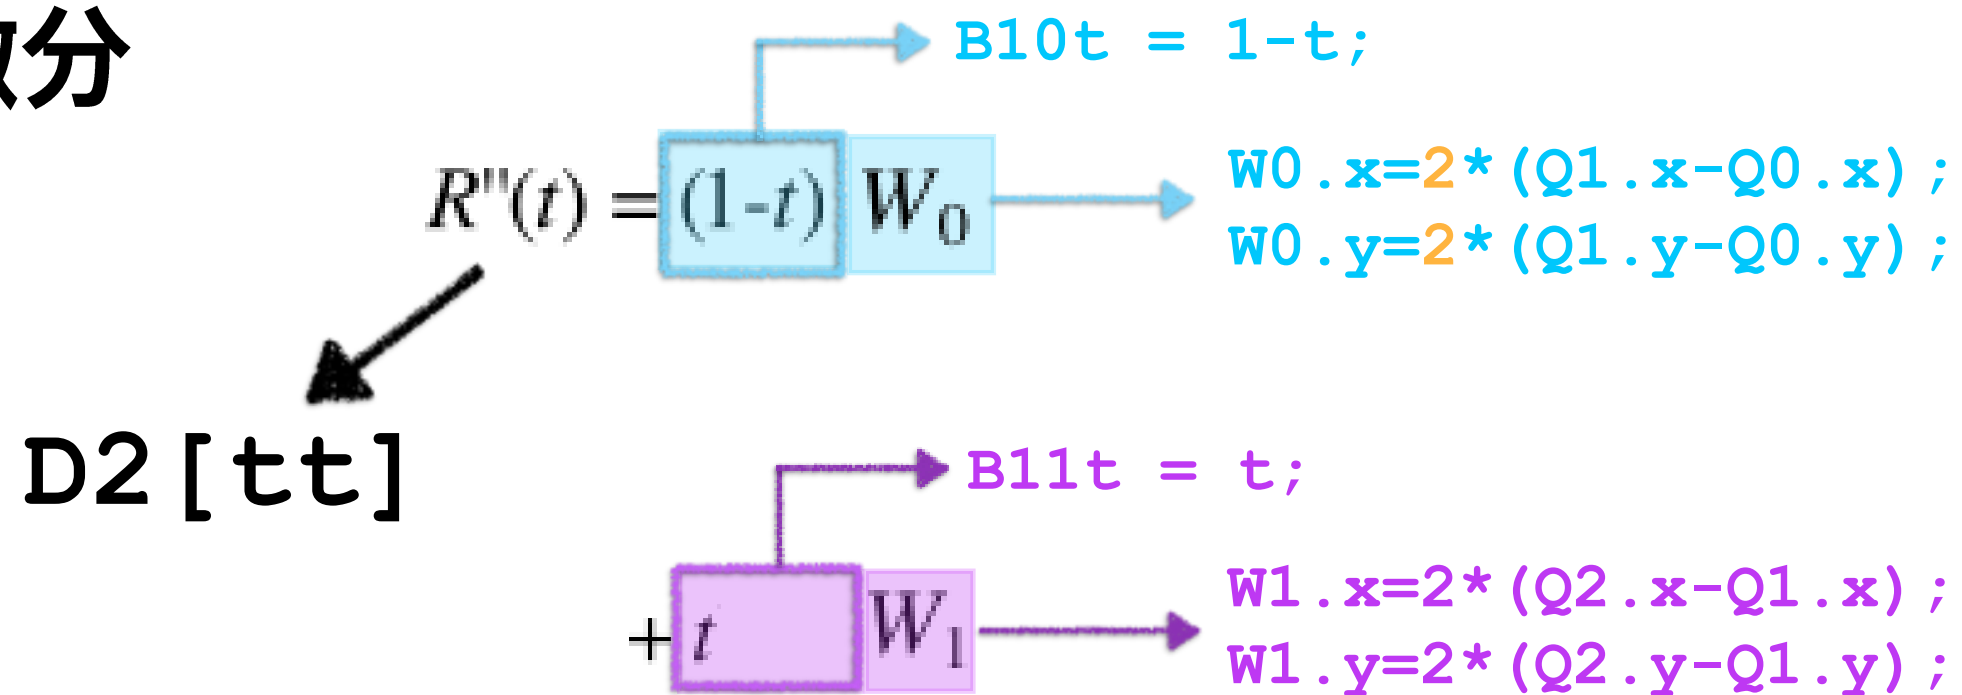 分
B10t = 1-t;
R''(t) = (1-t) W0
W0.x=2*(Q1.x-Q0.x);
W0.y=2*(Q1.y-Q0.y);
D2[tt]
B11t = t;
+ t W1
W1.x=2*(Q2.x-Q1.x);
W1.y=2*(Q2.y-Q1.y);